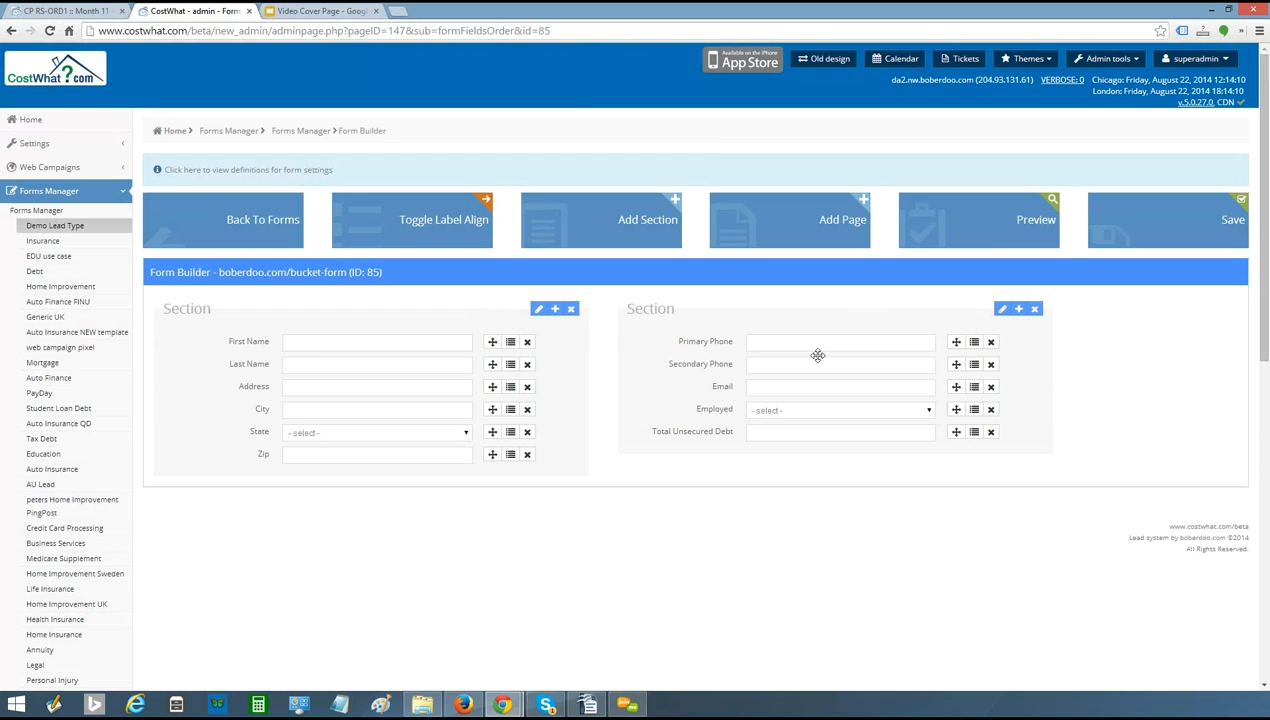 CP RS-ORD1 :: Month 11 -
CostWhat - admin - Form
Video Cover Page - Googl
www.costwhat.com/beta/new_admin/adminpage.php?pageID=147&sub=formFieldsOrder&id=85
CostWhat?.com
Available on the iPhone
App Store
Old design
Calendar
Tickets
Themes
Admin tools
superadmin
da2.nw.boberdoo.com (204.93.131.61)
VERBOSE: 0
Chicago: Friday, August 22, 2014 12:14:10
London: Friday, August 22, 2014 18:14:10
v.5.0.27.0, CDN
Home
Settings
Web Campaigns
Forms Manager
Forms Manager
Demo Lead Type
Insurance
EDU use case
Debt
Home Improvement
Auto Finance FINU
Generic UK
Auto Insurance NEW template
web campaign pixel
Mortgage
Auto Finance
PayDay
Student Loan Debt
Auto Insurance QD
Tax Debt
Education
Auto Insurance
AU Lead
peters Home Improvement
PingPost
Credit Card Processing
Business Services
Medicare Supplement
Home Improvement Sweden
Life Insurance
Home Improvement UK
Health Insurance
Home Insurance
Annuity
Legal
Personal Injury
Home
Forms Manager
Forms Manager
Form Builder
Click here to view definitions for form settings
Back To Forms
Toggle Label Align
Add Section
Add Page
Preview
Save
Form Builder - boberdoo.com/bucket-form (ID: 85)
Section
First Name
Last Name
Address
City
State
- select -
Zip
Section
Primary Phone
Secondary Phone
Email
Employed
- select -
Total Unsecured Debt
www.costwhat.com/beta
Lead system by boberdoo.com ©2014
All Rights Reserved.